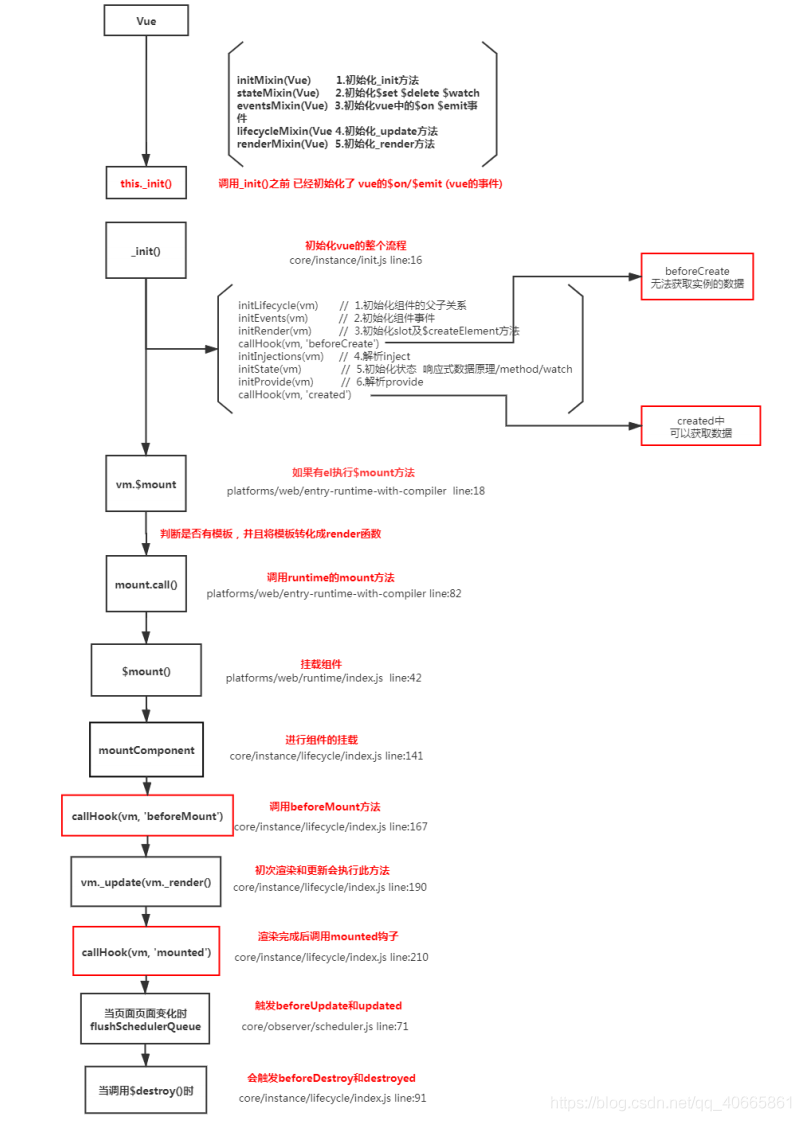 Vue
initMixin(Vue) 1.初始化_init方法
stateMixin(Vue) 2.初始化$set $delete $watch
eventsMixin(Vue) 3.初始化vue中的$on $emit事
件
lifecycleMixin(Vue 4.初始化_update方法
renderMixin(Vue) 5.初始化_render方法
this._init()
调用_init()之前 已经初始化了 vue的$on/$emit (vue的事件)
_init()
初始化vue的整个流程
core/instance/init.js line:16
beforeCreate
无法获取实例的数据
initLifecycle(vm) // 1.初始化组件的父子关系
initEvents(vm) // 2.初始化组件事件
initRender(vm) // 3.初始化slot及$createElement方法
callHook(vm, 'beforeCreate')
initInjections(vm) // 4.解析inject
initState(vm) // 5.初始化状态 响应式数据原理/method/watch
initProvide(vm) // 6.解析provide
callHook(vm, 'created')
created中
可以获取数据
vm.$mount
如果有el执行$mount方法
platforms/web/entry-runtime-with-compiler line:18
判断是否有模板，并且将模板转化成render函数
mount.call()
调用runtime的mount方法
platforms/web/entry-runtime-with-compiler line:82
$mount()
挂载组件
platforms/web/runtime/index.js line:42
mountComponent
进行组件的挂载
core/instance/lifecycle/index.js line:141
callHook(vm, 'beforeMount')
调用beforeMount方法
core/instance/lifecycle/index.js line:167
vm._update(vm._render()
初次渲染和更新会执行此方法
core/instance/lifecycle/index.js line:190
callHook(vm, 'mounted')
渲染完成后调用mounted钩子
core/instance/lifecycle/index.js line:210
当页面页面变化时
flushSchedulerQueue
触发beforeUpdate和updated
core/observer/scheduler.js line:71
当调用$destroy()时
会触发beforeDestroy和destroyed
core/instance/lifecycle/index.js line:91
https://blog.csdn.net/qq_40665861